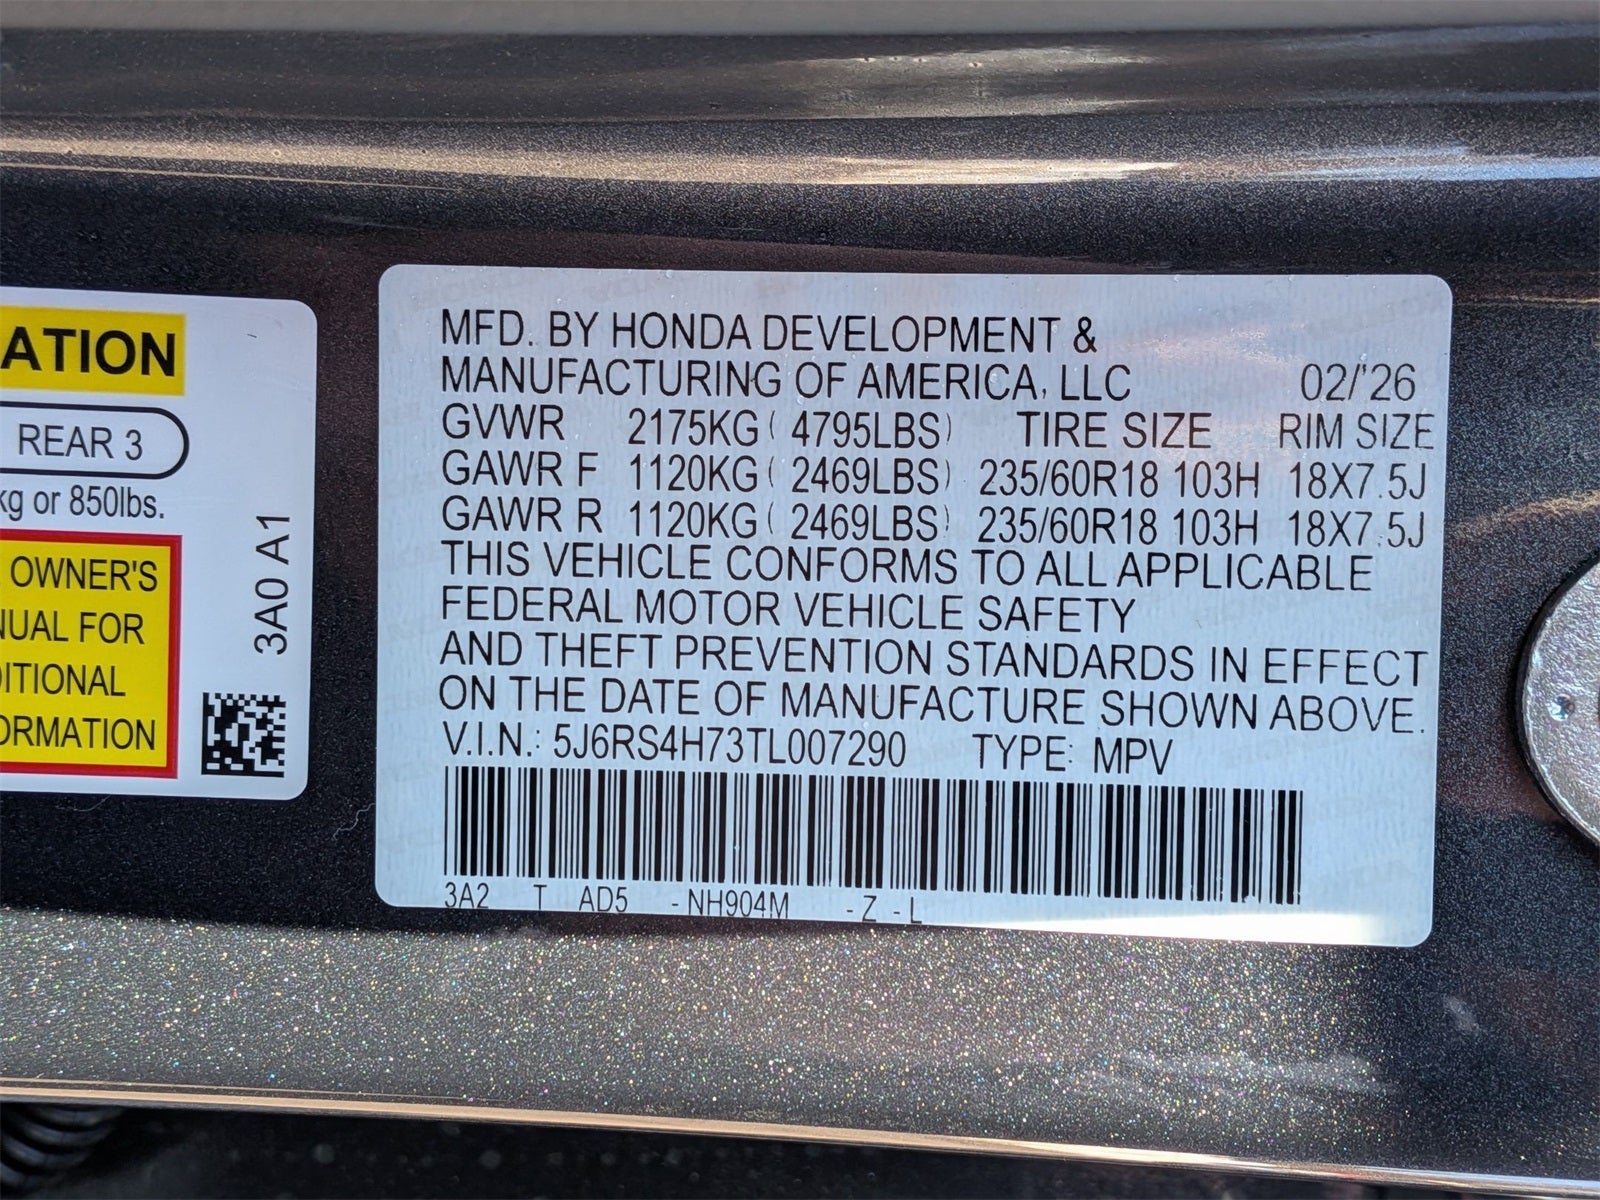 ATION
REAR 3
kg or 850lbs.
OWNER'S
NUAL FOR
DITIONAL
ORMATION
3A0 A1
MFD. BY HONDA DEVELOPMENT &
MANUFACTURING OF AMERICA, LLC 02/'26
GVWR 2175KG ( 4795LBS) TIRE SIZE RIM SIZE
GAWR F 1120KG ( 2469LBS) 235/60R18 103H 18X7.5J
GAWR R 1120KG ( 2469LBS) 235/60R18 103H 18X7.5J
THIS VEHICLE CONFORMS TO ALL APPLICABLE
FEDERAL MOTOR VEHICLE SAFETY
AND THEFT PREVENTION STANDARDS IN EFFECT
ON THE DATE OF MANUFACTURE SHOWN ABOVE.
V.I.N.: 5J6RS4H73TL007290 TYPE: MPV
3A2 T AD5 -NH904M -Z -L